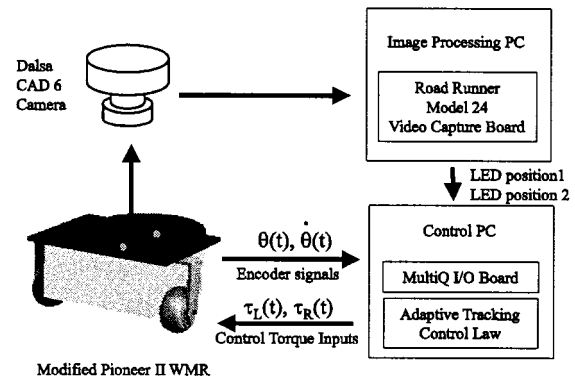 Dalsa
CAD 6
Camera
Image Processing PC
Road Runner
Model 24
Video Capture Board
LED position1
LED position 2
Control PC
MultiQ I/O Board
Adaptive Tracking
Control Law
θ(t), θ̇(t)
Encoder signals
τL(t), τR(t)
Control Torque Inputs
Modified Pioneer II WMR